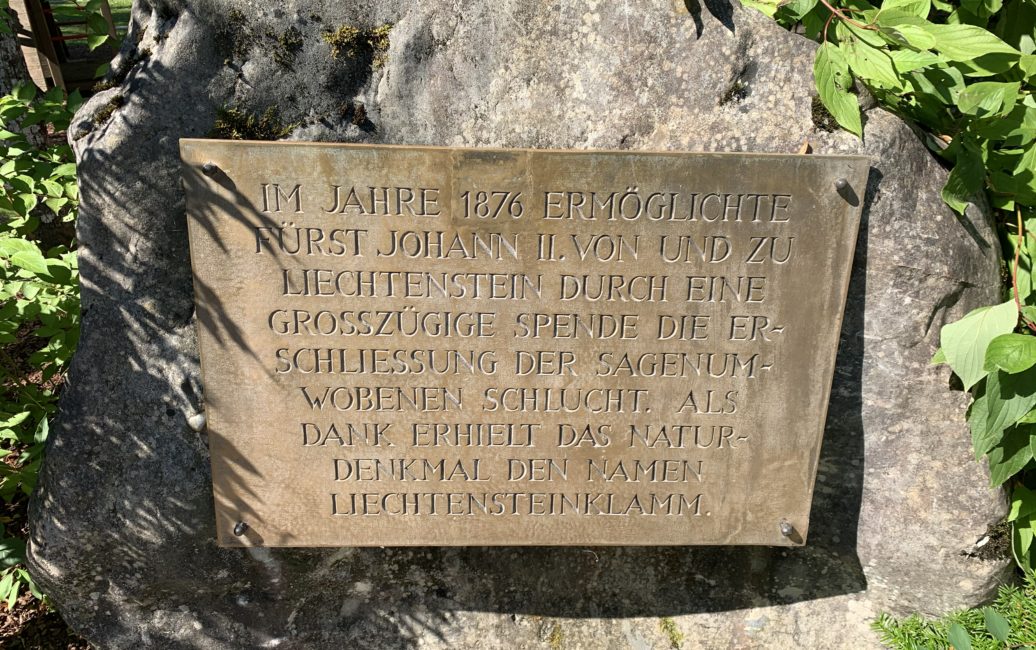 IM JAHRE 1876 ERMÖGLICHTE
FÜRST JOHANN II. VON UND ZU
LIECHTENSTEIN DURCH EINE
GROSSZÜGIGE SPENDE DIE ER-
SCHLIESSUNG DER SAGENUM-
WOBENEN SCHLUCHT. ALS
DANK ERHIELT DAS NATUR-
DENKMAL DEN NAMEN
LIECHTENSTEINKLAMM.